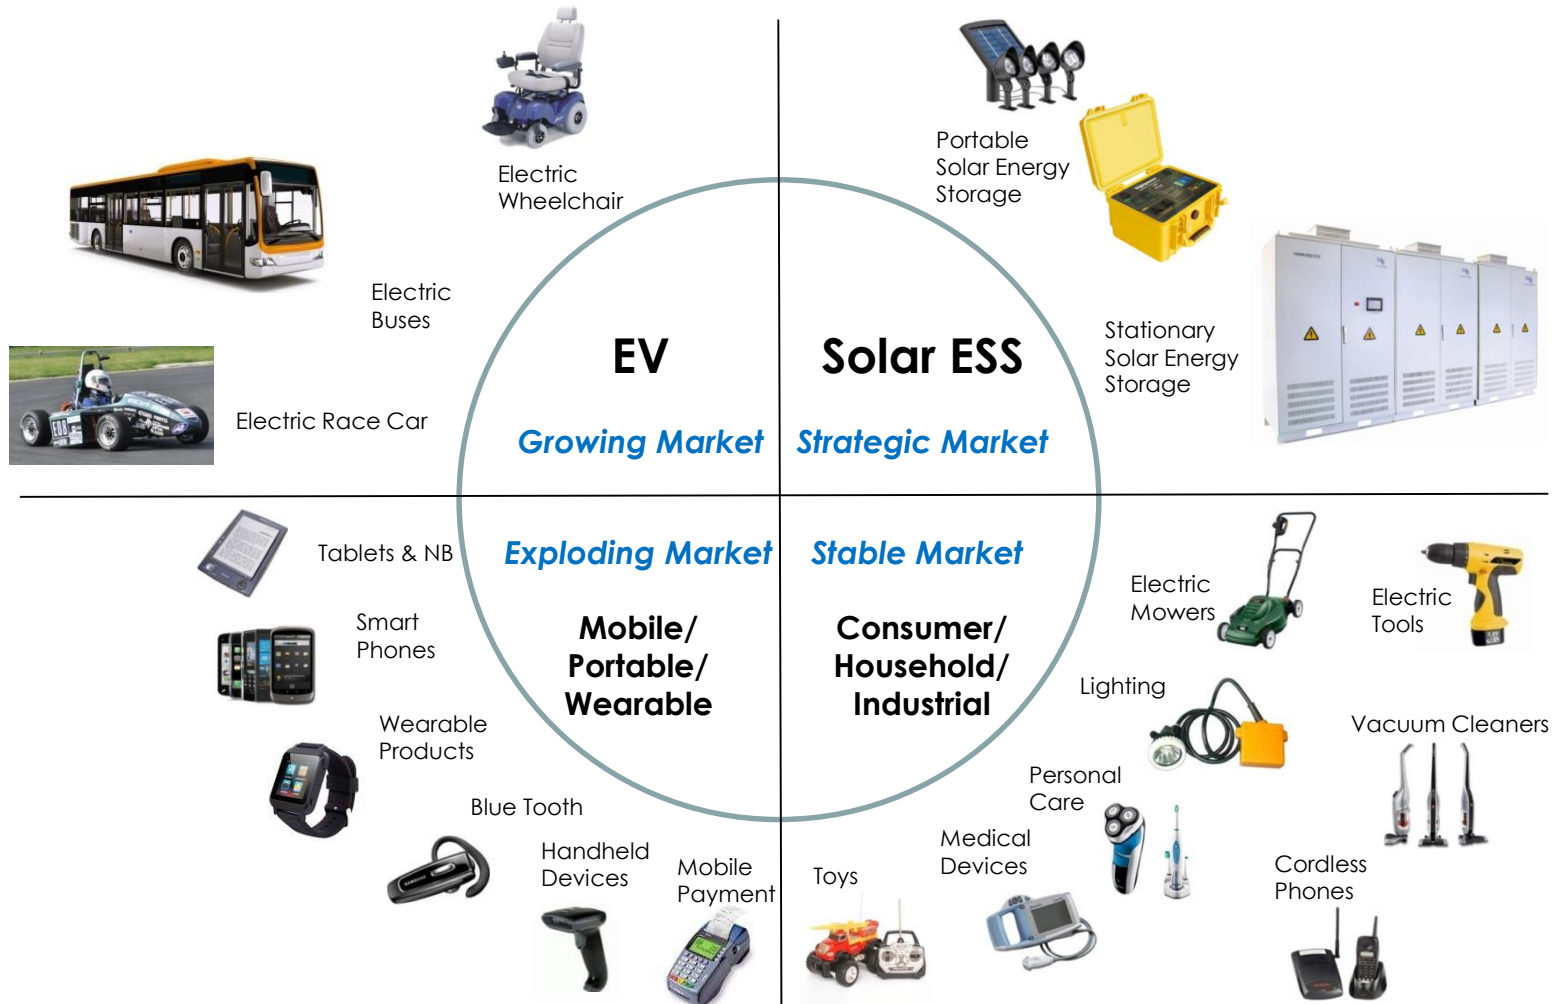 Electric
Wheelchair
Electric
Buses
Electric Race Car
EV
Growing Market
Portable
Solar Energy
Storage
Stationary
Solar Energy
Storage
Solar ESS
Strategic Market
Tablets & NB
Exploding Market
Mobile/
Portable/
Wearable
Smart
Phones
Wearable
Products
Blue Tooth
SAMSUNG
Handheld
Devices
Mobile
Payment
Stable Market
Consumer/
Household/
Industrial
Electric
Mowers
Electric
Tools
Lighting
Vacuum Cleaners
Personal
Care
Medical
Devices
Toys
Cordless
Phones